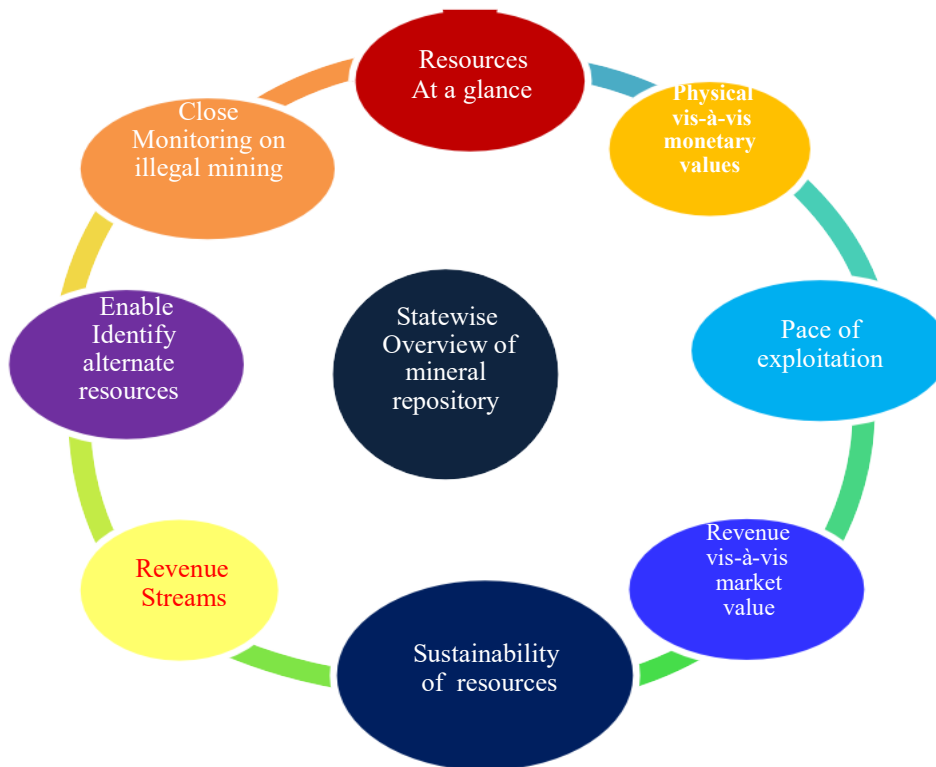 Resources
At a glance
Physical
vis-à-vis
monetary
values
Pace of
exploitation
Revenue
vis-à-vis
market
value
Sustainability
of resources
Revenue
Streams
Enable
Identify
alternate
resources
Close
Monitoring on
illegal mining
Statewise
Overview of
mineral
repository